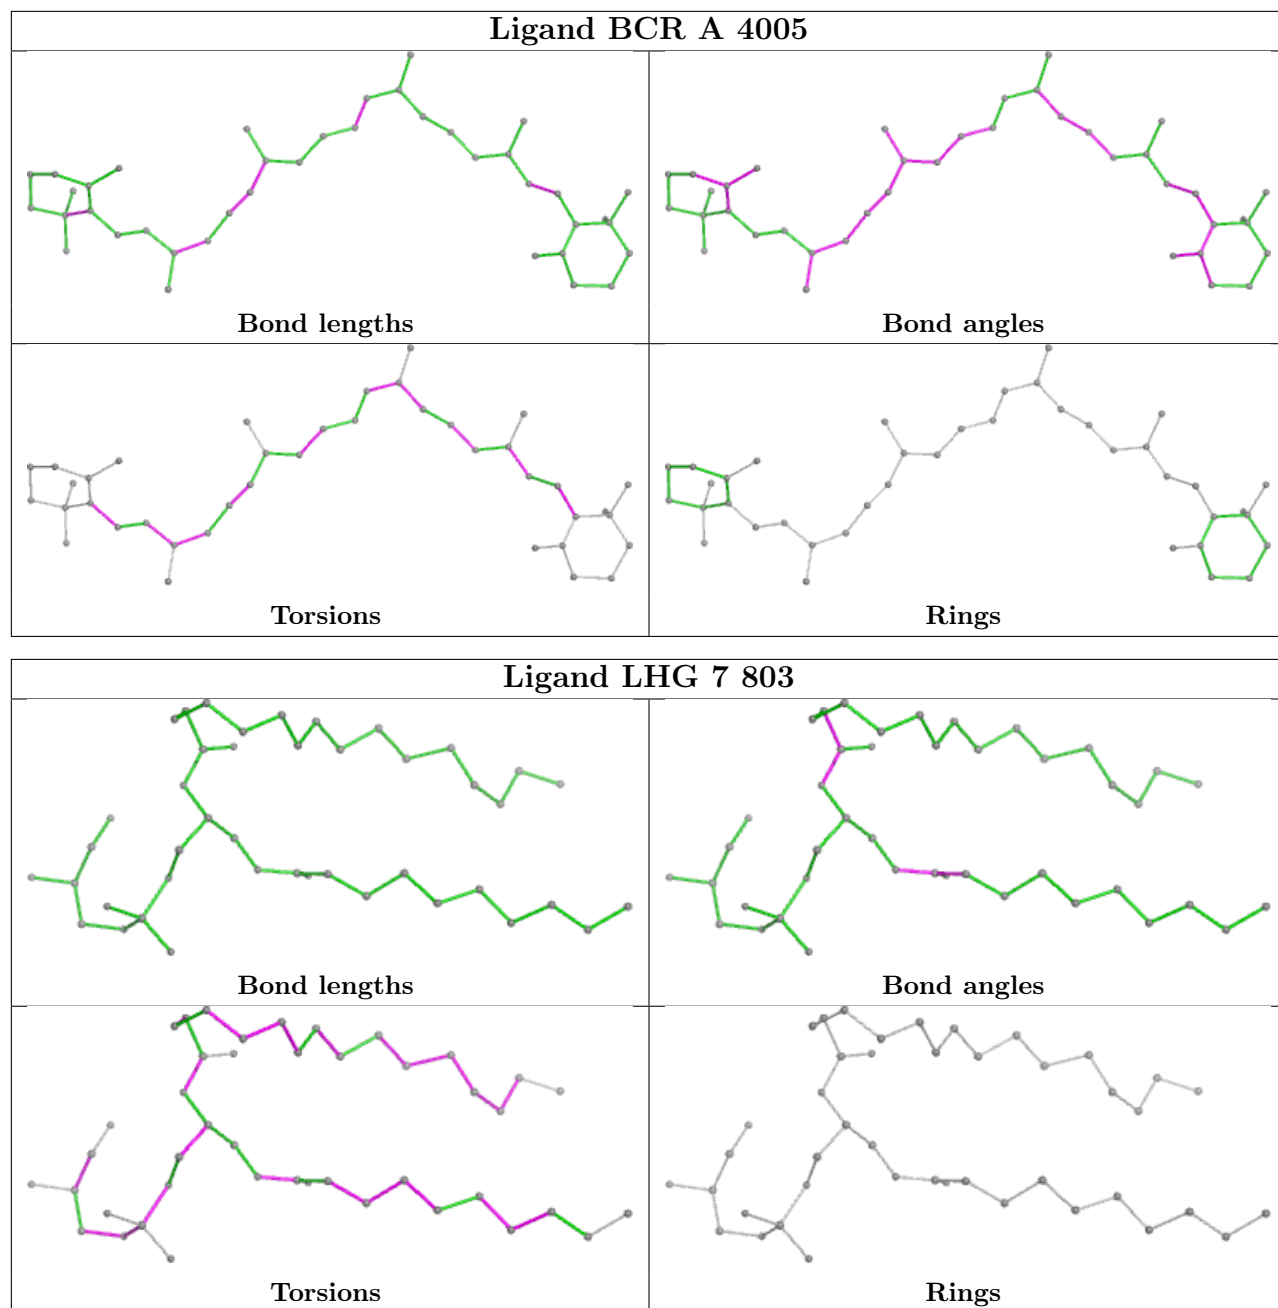 Ligand BCR A 4005
Bond lengths
Bond angles
Torsions
Rings
Ligand LHG 7 803
Bond lengths
Bond angles
Torsions
Rings